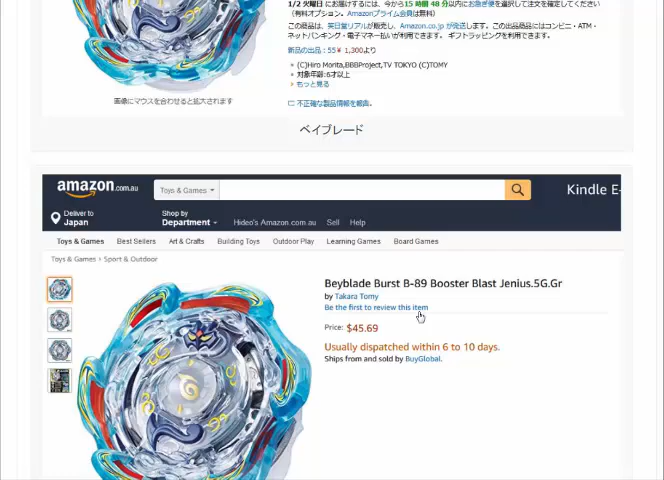 1/2 火曜日 にお届けするには、今から15 時間 48 分以内にお急ぎ便を選択して注文を確定してください
(有料オプション。Amazonプライム会員は無料)
この商品は、笑日堂リアルが販売し、Amazon.co.jp が発送します。この出品商品にはコンビニ・ATM・
ネットバンキング・電子マネー払いが利用できます。 ギフトラッピングを利用できます。
新品の出品：55 ¥ 1,300より
(C)Hiro Morita,BBBProject,TV TOKYO (C)TOMY
対象年齢:6才以上
もっと見る
画像にマウスを合わせると拡大されます
不正確な製品情報を報告。
ベイブレード
amazon.com.au
Toys & Games
Kindle E-
Deliver to
Japan
Shop by
Department
Hideo's Amazon.com.au
Sell
Help
Toys & Games
Best Sellers
Art & Crafts
Building Toys
Outdoor Play
Learning Games
Board Games
Toys & Games › Sport & Outdoor
Beyblade Burst B-89 Booster Blast Jenius.5G.Gr
by Takara Tomy
Be the first to review this item
Price: $45.69
Usually dispatched within 6 to 10 days.
Ships from and sold by BuyGlobal.